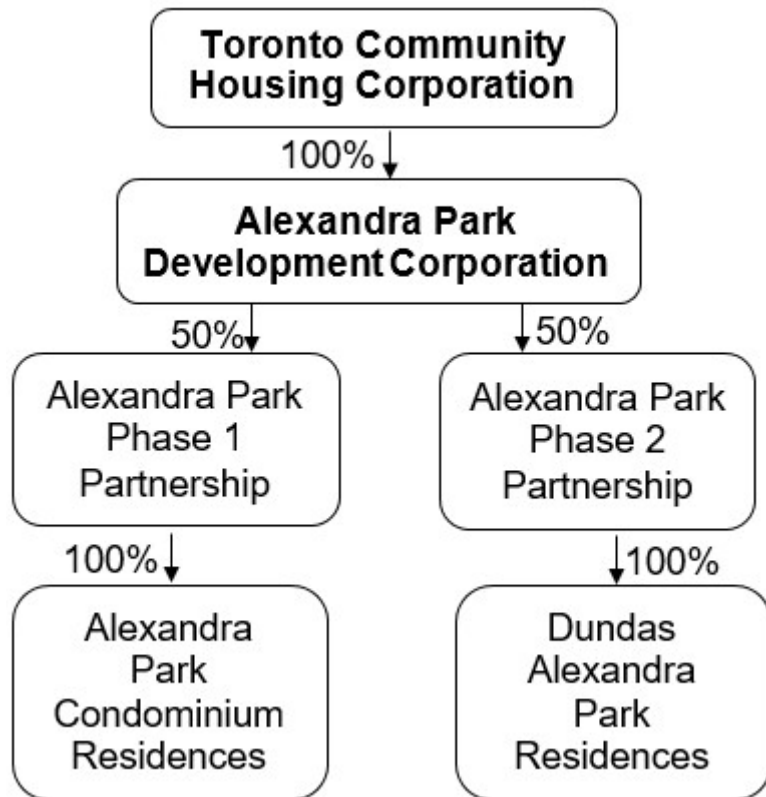 Toronto Community
Housing Corporation
100%
Alexandra Park
Development Corporation
50%
50%
Alexandra Park
Phase 1
Partnership
Alexandra Park
Phase 2
Partnership
100%
100%
Alexandra
Park
Condominium
Residences
Dundas
Alexandra
Park
Residences